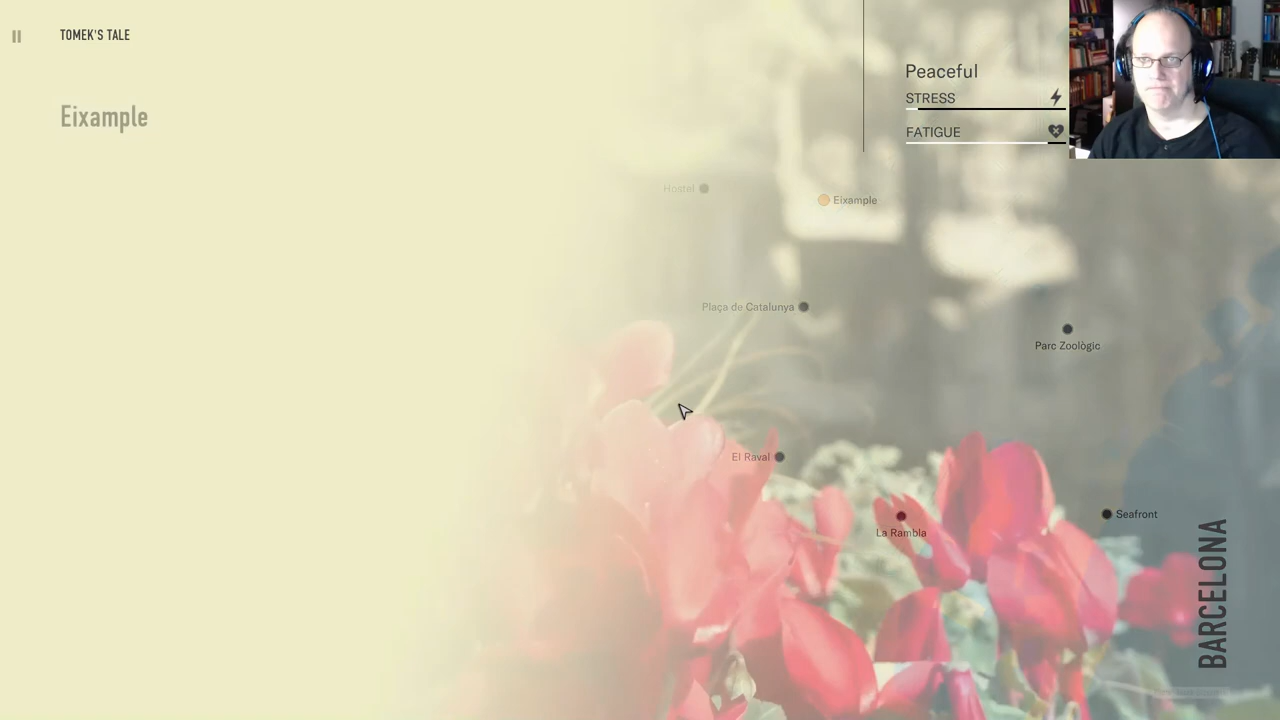 TOMEK'S TALE
Eixample
Peaceful
STRESS
FATIGUE
Hostel
Eixample
Plaça de Catalunya
Parc Zoològic
El Raval
Seafront
La Rambla
BARCELONA